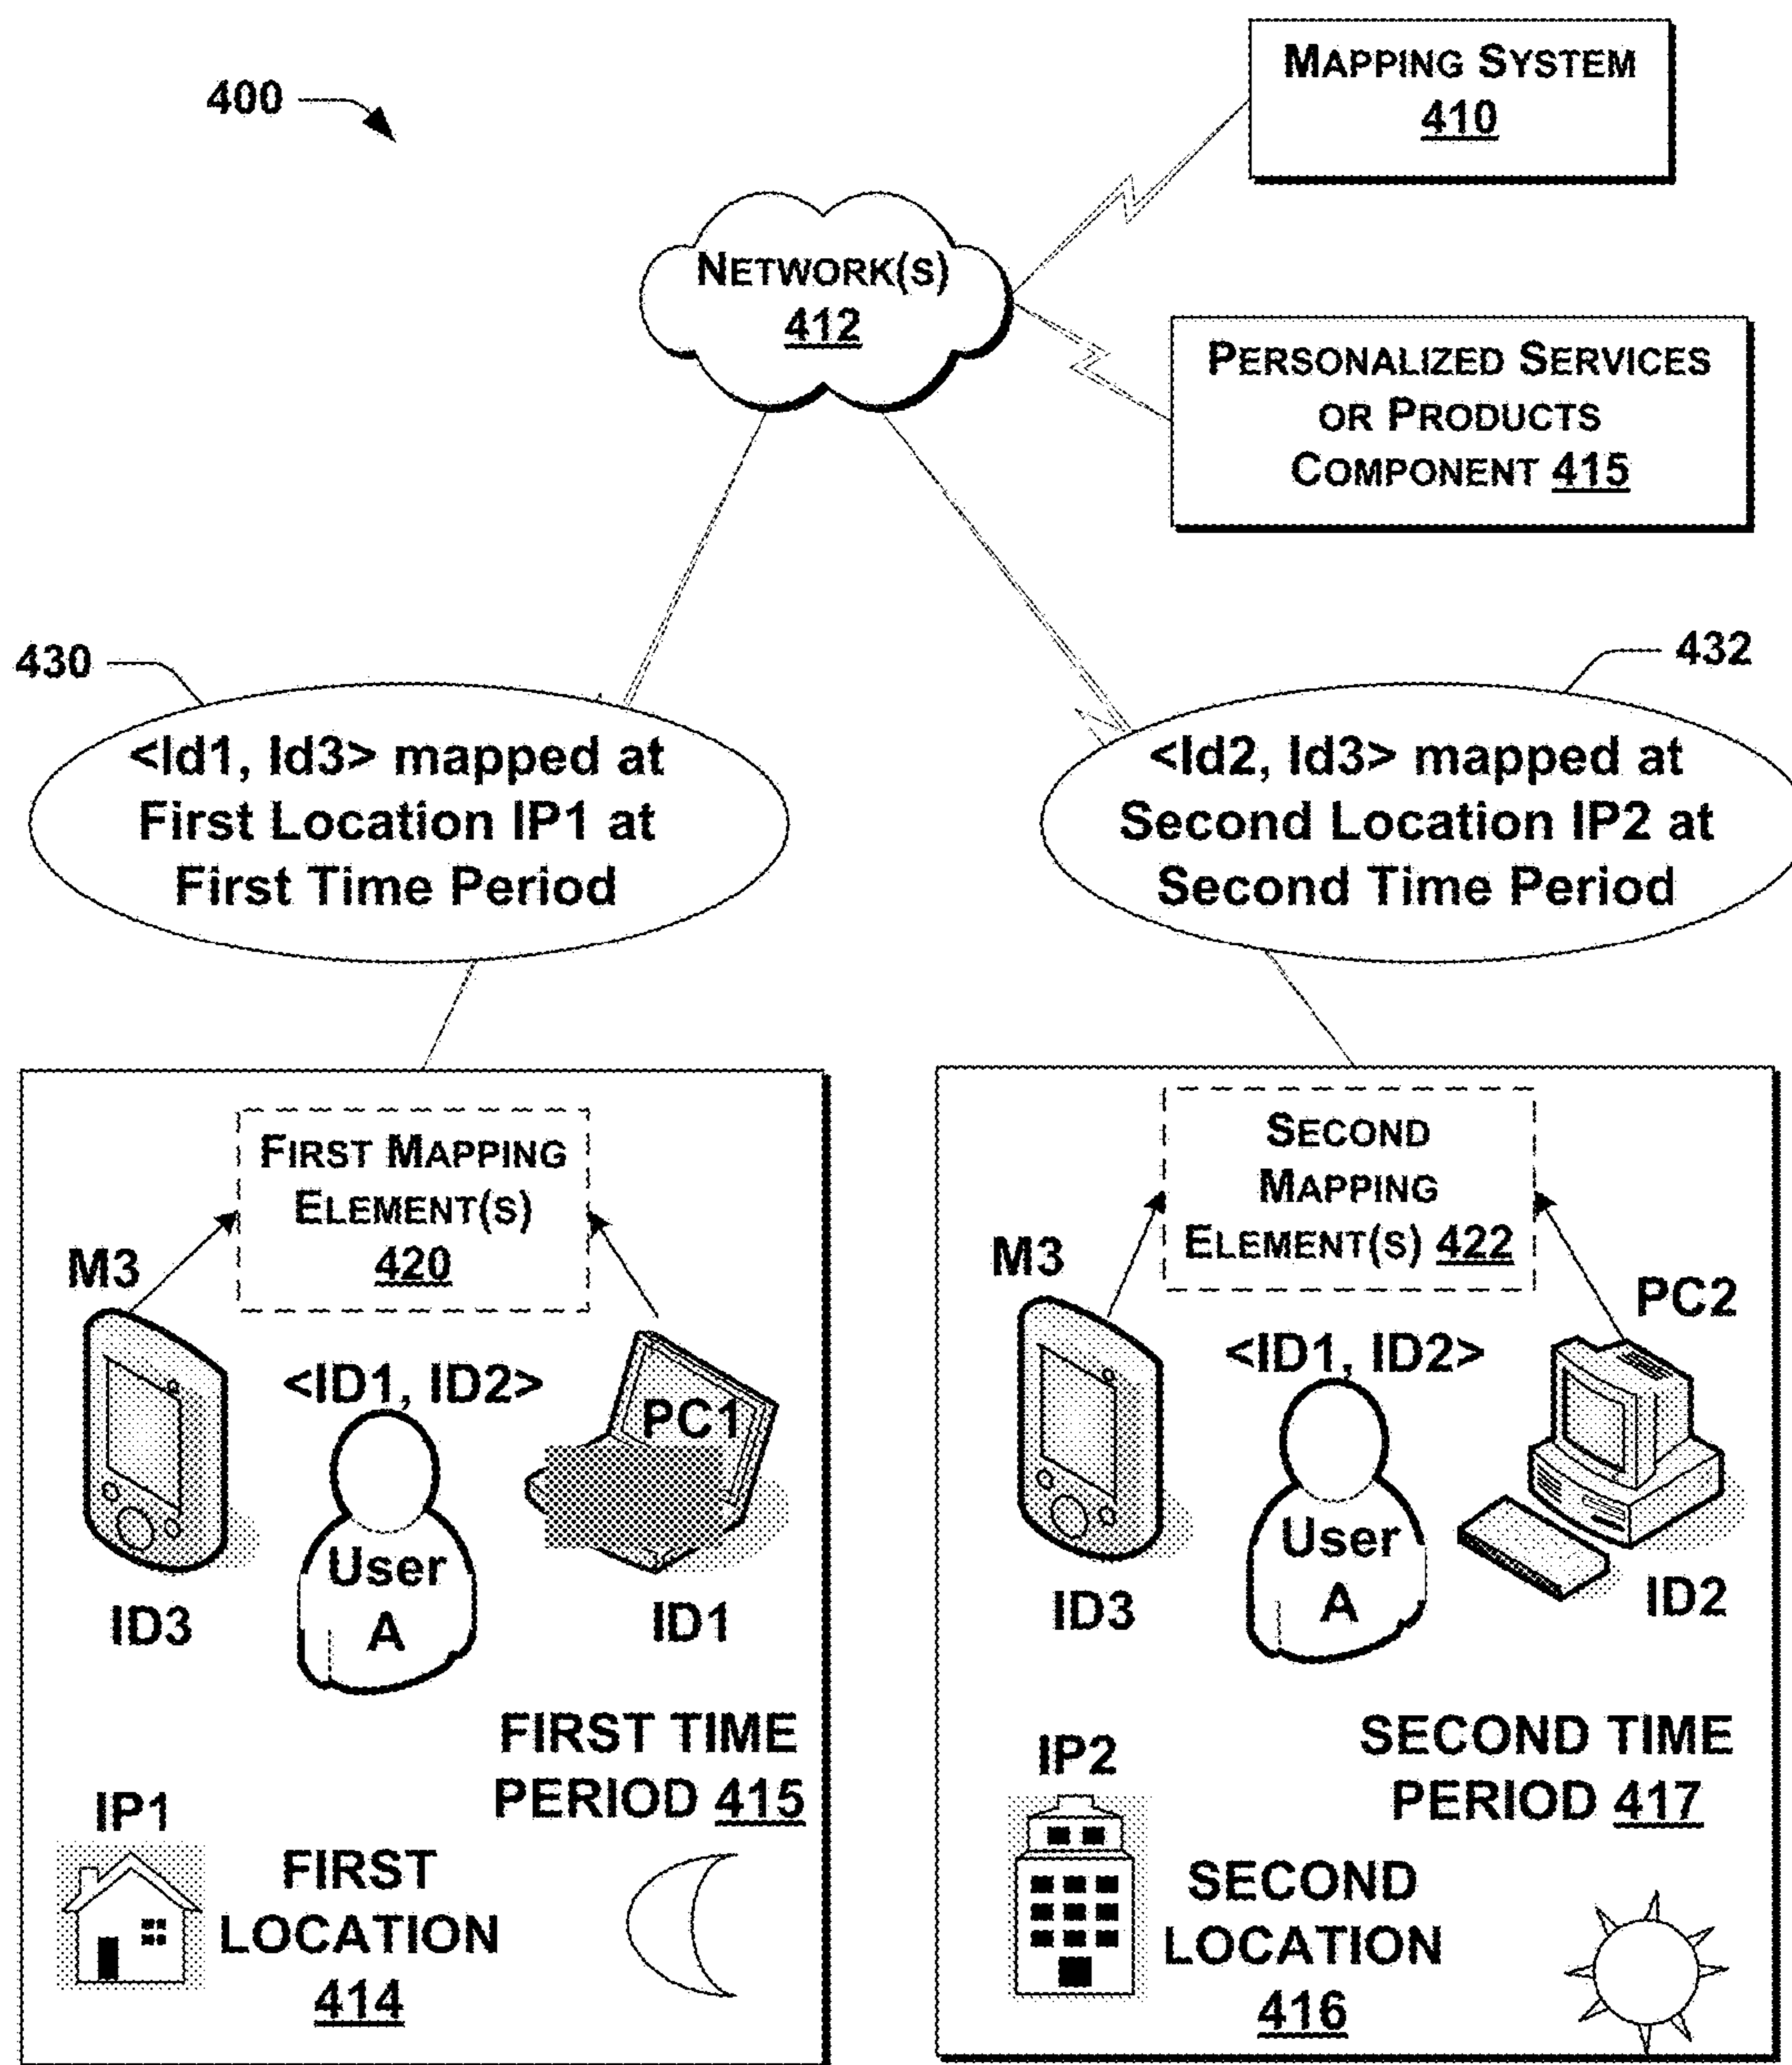 400
MAPPING SYSTEM
410
NETWORK(S)
412
PERSONALIZED SERVICES
OR PRODUCTS
COMPONENT 415
430
<Id1, Id3> mapped at
First Location IP1 at
First Time Period
432
<Id2, Id3> mapped at
Second Location IP2 at
Second Time Period
FIRST MAPPING
ELEMENT(S)
420
M3
<ID1, ID2>
PC1
User
A
ID3
ID1
FIRST TIME
PERIOD 415
IP1
FIRST
LOCATION
414
SECOND
MAPPING
ELEMENT(S) 422
M3
PC2
<ID1, ID2>
User
A
ID3
ID2
SECOND TIME
PERIOD 417
IP2
SECOND
LOCATION
416